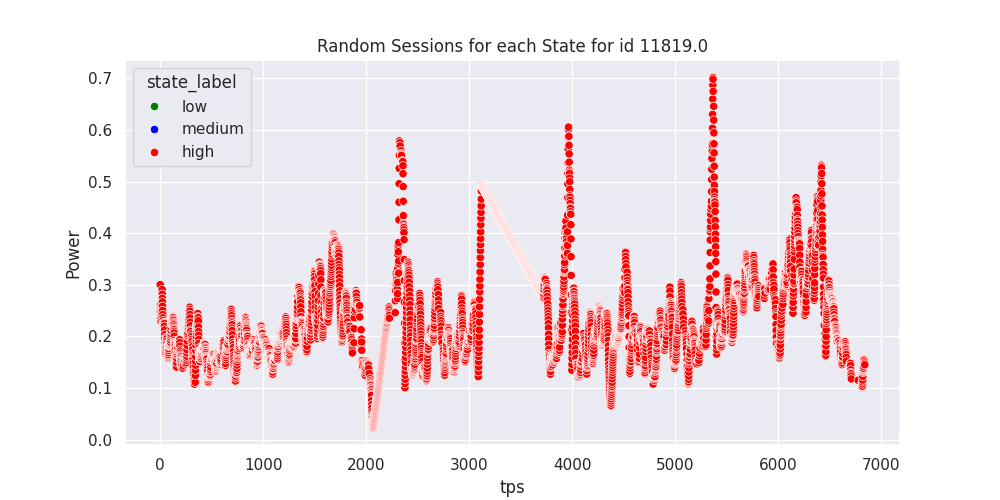 Random Sessions for each State for id 11819.0
state_label
low
medium
high
Power
0.7
0.6
0.5
0.4
0.3
0.2
0.1
0.0
0 1000 2000 3000 4000 5000 6000 7000
tps